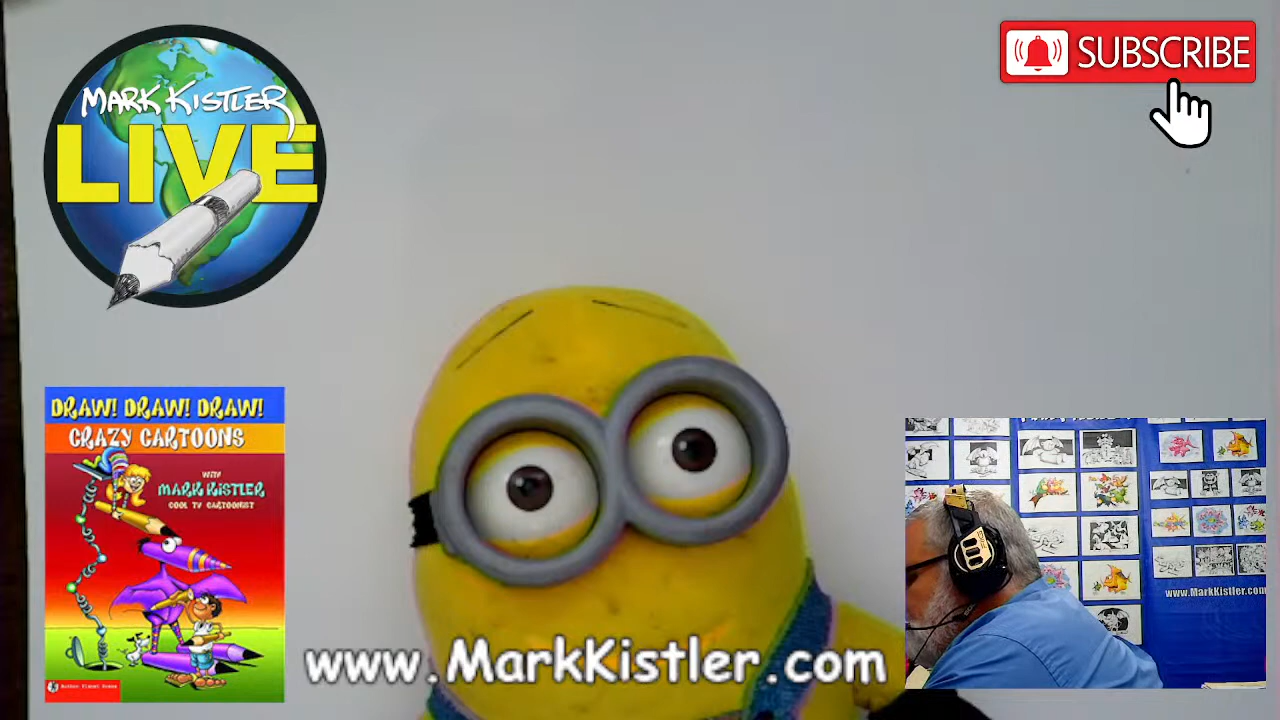 MARK KISTLER
LIVE
SUBSCRIBE
DRAW! DRAW! DRAW!
CRAZY CARTOONS
WITH
MARK KISTLER
COOL TV CARTOONIST
www.MarkKistler.com
www.MarkKistler.com